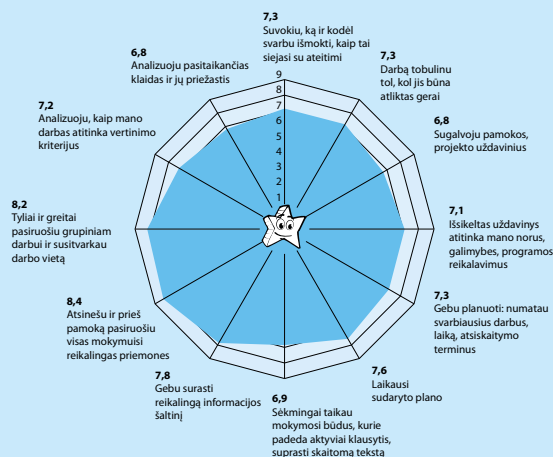 7,3
Suvokiu, ką ir kodėl
svarbu išmokti, kaip tai
siejasi su ateitimi
7,3
Darbą tobulinu
tol, kol jis būna
atliktas gerai
6,8
Sugalvoju pamokos,
projekto uždavinius
7,1
Išsikeltas uždavinys
atitinka mano norus,
galimybes, programos
reikalavimus
7,3
Gebu planuoti: numatau
svarbiausius darbus,
laiką, atsiskaitymo
terminus
7,6
Laikausi
sudaryto plano
6,9
Sėkmingai taikau
mokymosi būdus, kurie
padeda aktyviai klausytis,
suprasti skaitomą tekstą
7,8
Gebu surasti
reikalingą informacijos
šaltinį
8,4
Atsinešu ir prieš
pamoką pasiruošiu
visas mokymuisi
reikalingas priemones
8,2
Tyliai ir greitai
pasiruošiu grupiniam
darbui ir susitvarkau
darbo vietą
7,2
Analizuoju, kaip mano
darbas atitinka vertinimo
kriterijus
6,8
Analizuoju pasitaikančias
klaidas ir jų priežastis
9
8
7
6
5
4
3
2
1